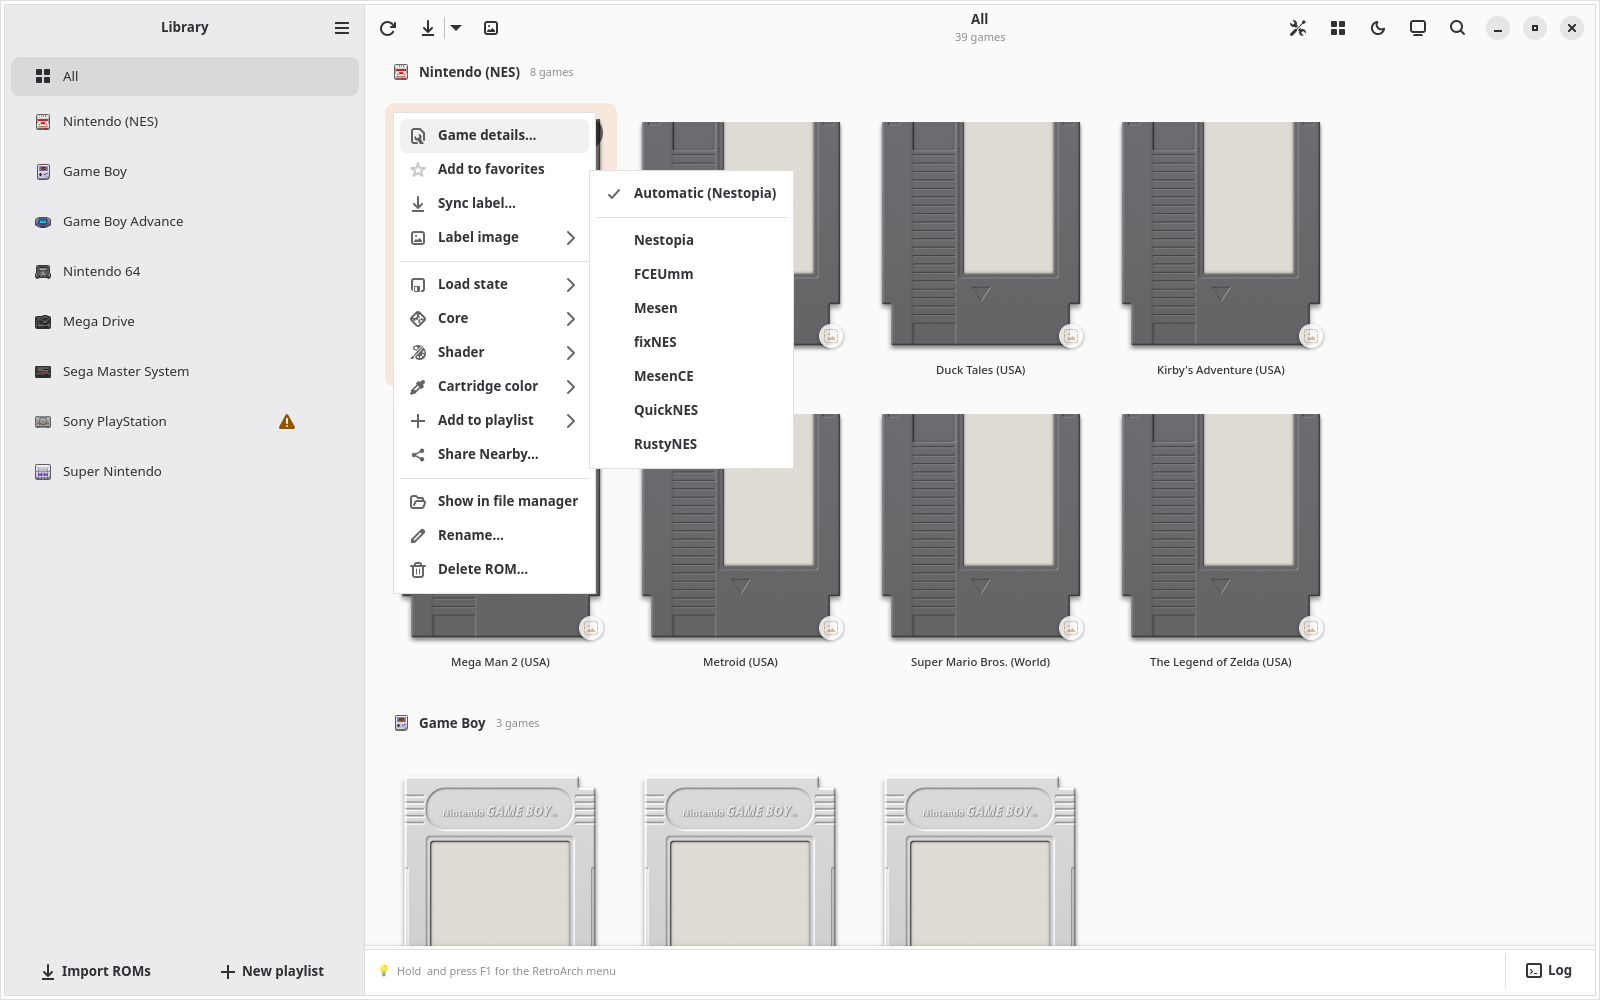 Library
All
Nintendo (NES)
Game Boy
Game Boy Advance
Nintendo 64
Mega Drive
Sega Master System
Sony PlayStation
Super Nintendo
Import ROMs
New playlist
All
39 games
Nintendo (NES) 8 games
Game details...
Add to favorites
Sync label...
Label image
Load state
Core
Shader
Cartridge color
Add to playlist
Share Nearby...
Show in file manager
Rename...
Delete ROM...
Automatic (Nestopia)
Nestopia
FCEUmm
Mesen
fixNES
MesenCE
QuickNES
RustyNES
Duck Tales (USA)
Kirby's Adventure (USA)
Mega Man 2 (USA)
Metroid (USA)
Super Mario Bros. (World)
The Legend of Zelda (USA)
Game Boy 3 games
Nintendo GAME BOY
Nintendo GAME BOY
Nintendo GAME BOY
Hold and press F1 for the RetroArch menu
Log